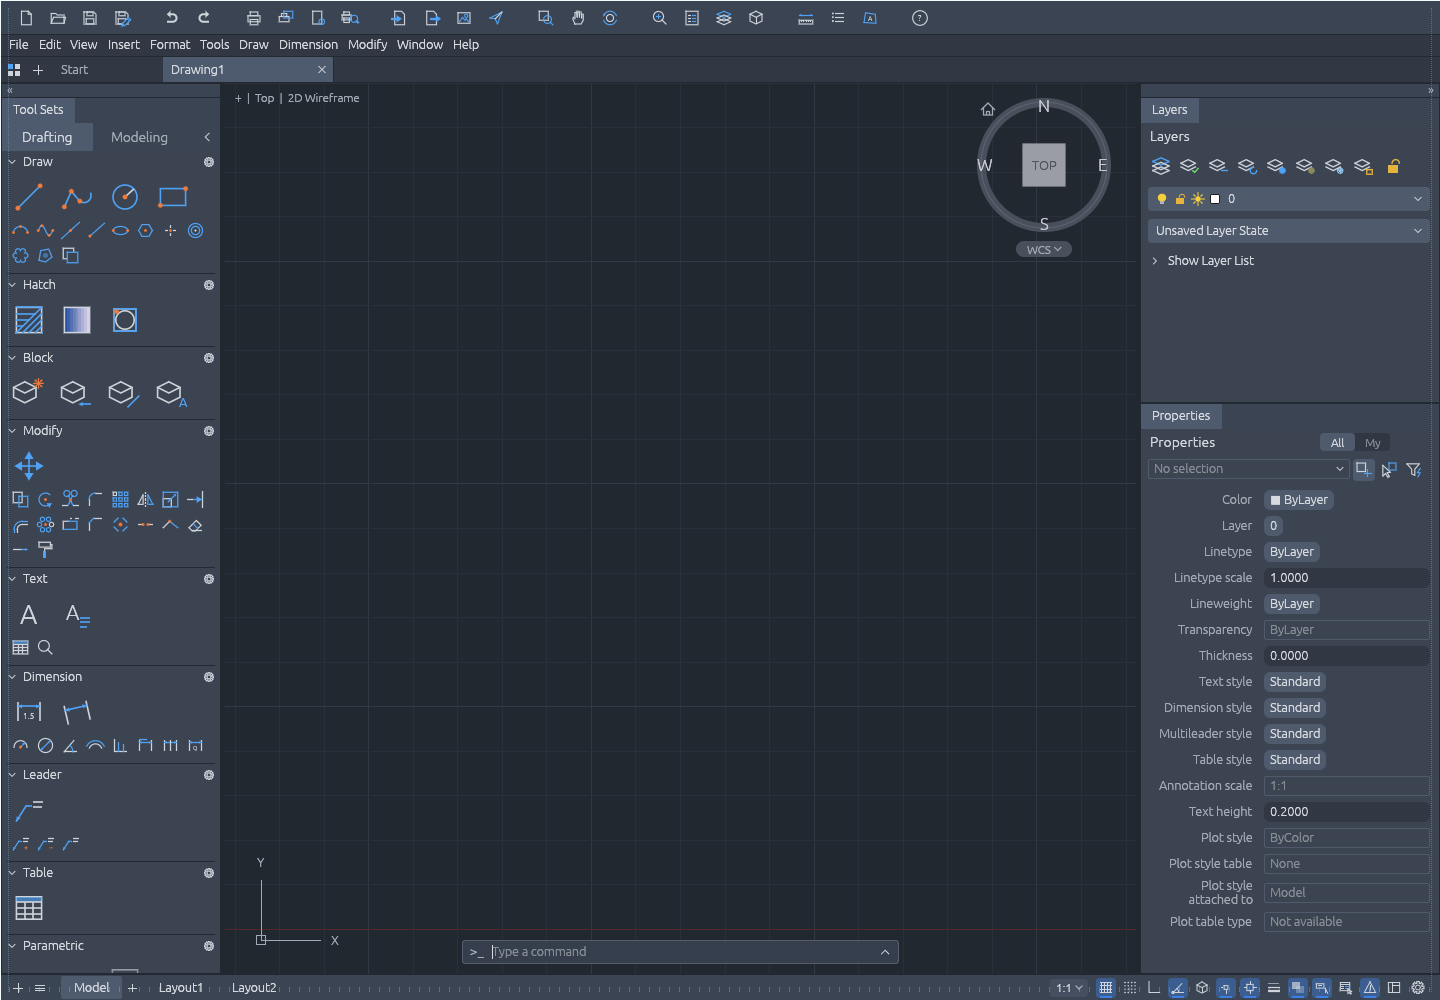 File Edit View Insert Format Tools Draw Dimension Modify Window Help
Start Drawing1
Tool Sets
Drafting Modeling
Draw
Hatch
Block
Modify
Text
A A
Dimension
1.5
Leader
Table
Parametric
+ | Top | 2D Wireframe
N
W TOP E
S
WCS
Y
X
>_ Type a command
Layers
Layers
0
Unsaved Layer State
Show Layer List
Properties
Properties All My
No selection
Color ByLayer
Layer 0
Linetype ByLayer
Linetype scale 1.0000
Lineweight ByLayer
Transparency ByLayer
Thickness 0.0000
Text style Standard
Dimension style Standard
Multileader style Standard
Table style Standard
Annotation scale 1:1
Text height 0.2000
Plot style ByColor
Plot style table None
Plot style
attached to Model
Plot table type Not available
Model Layout1 Layout2 1:1